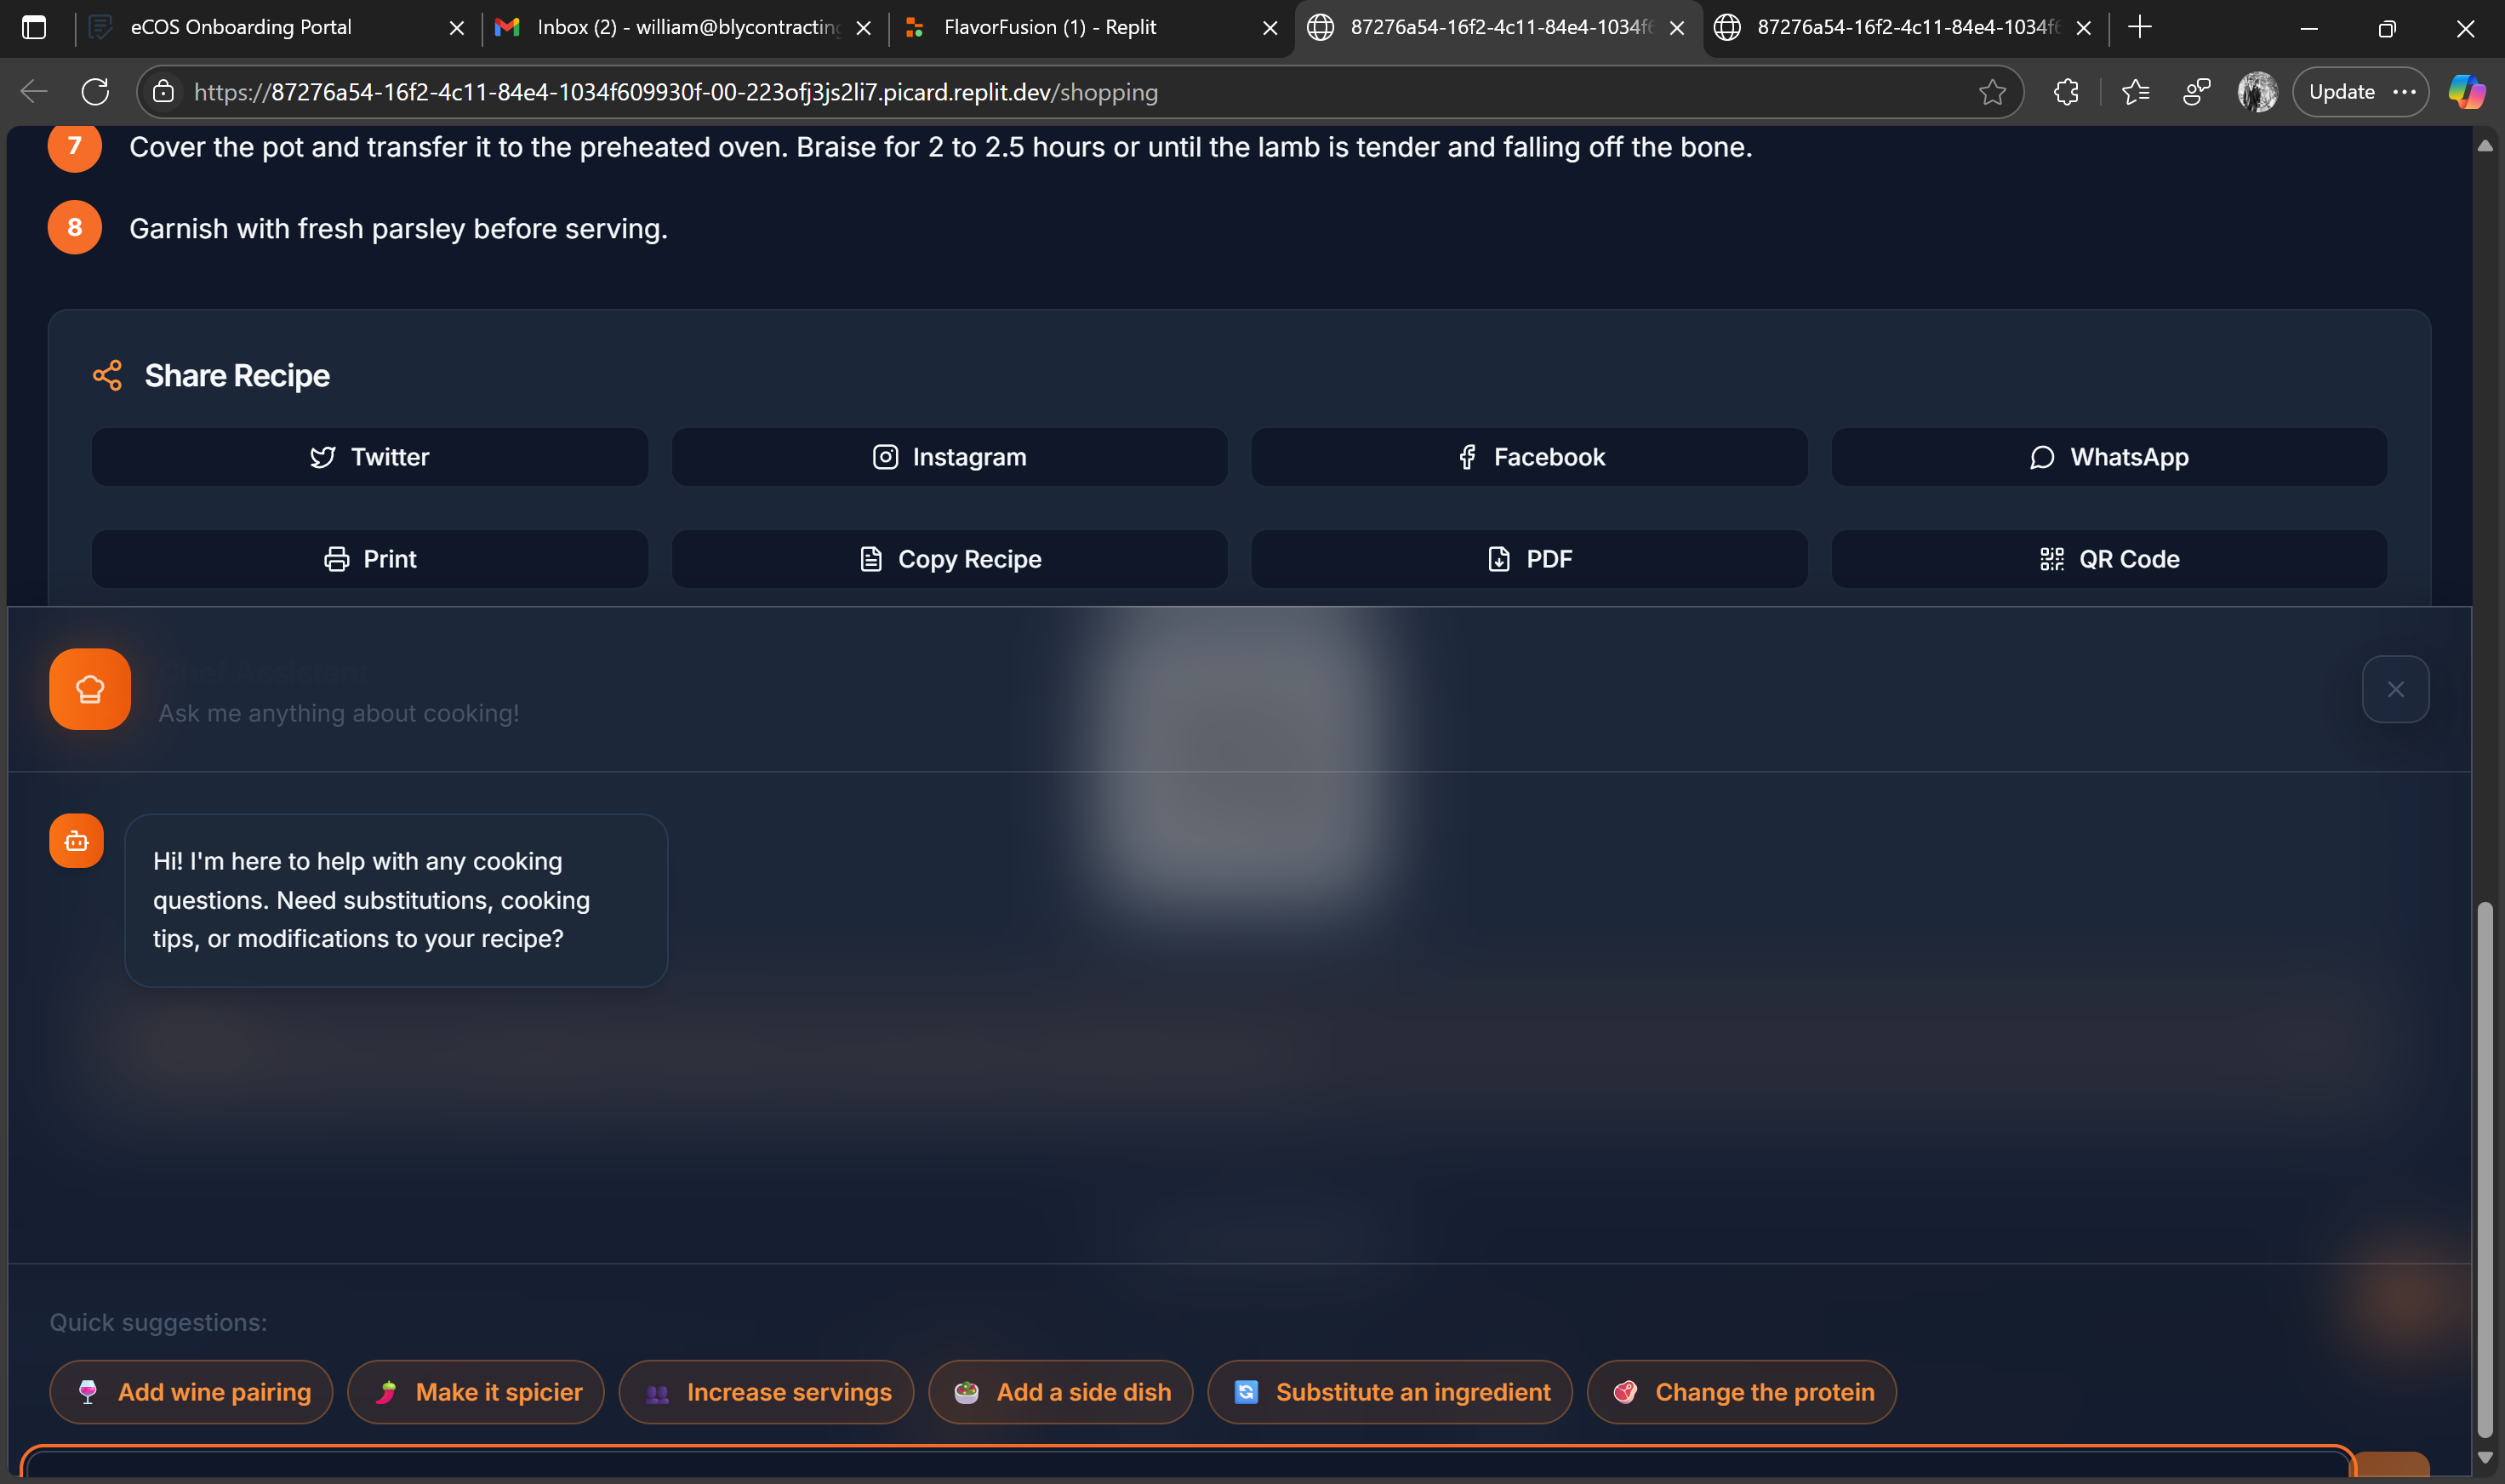 eCOS Onboarding Portal
Inbox (2) - william@blycontracting
FlavorFusion (1) - Replit
87276a54-16f2-4c11-84e4-1034f6
87276a54-16f2-4c11-84e4-1034f6
https://87276a54-16f2-4c11-84e4-1034f609930f-00-223ofj3js2li7.picard.replit.dev/shopping
Update
7 Cover the pot and transfer it to the preheated oven. Braise for 2 to 2.5 hours or until the lamb is tender and falling off the bone.
8 Garnish with fresh parsley before serving.
Share Recipe
Twitter
Instagram
Facebook
WhatsApp
Print
Copy Recipe
PDF
QR Code
Chef Assistant
Ask me anything about cooking!
Hi! I'm here to help with any cooking
questions. Need substitutions, cooking
tips, or modifications to your recipe?
Quick suggestions:
Add wine pairing
Make it spicier
Increase servings
Add a side dish
Substitute an ingredient
Change the protein